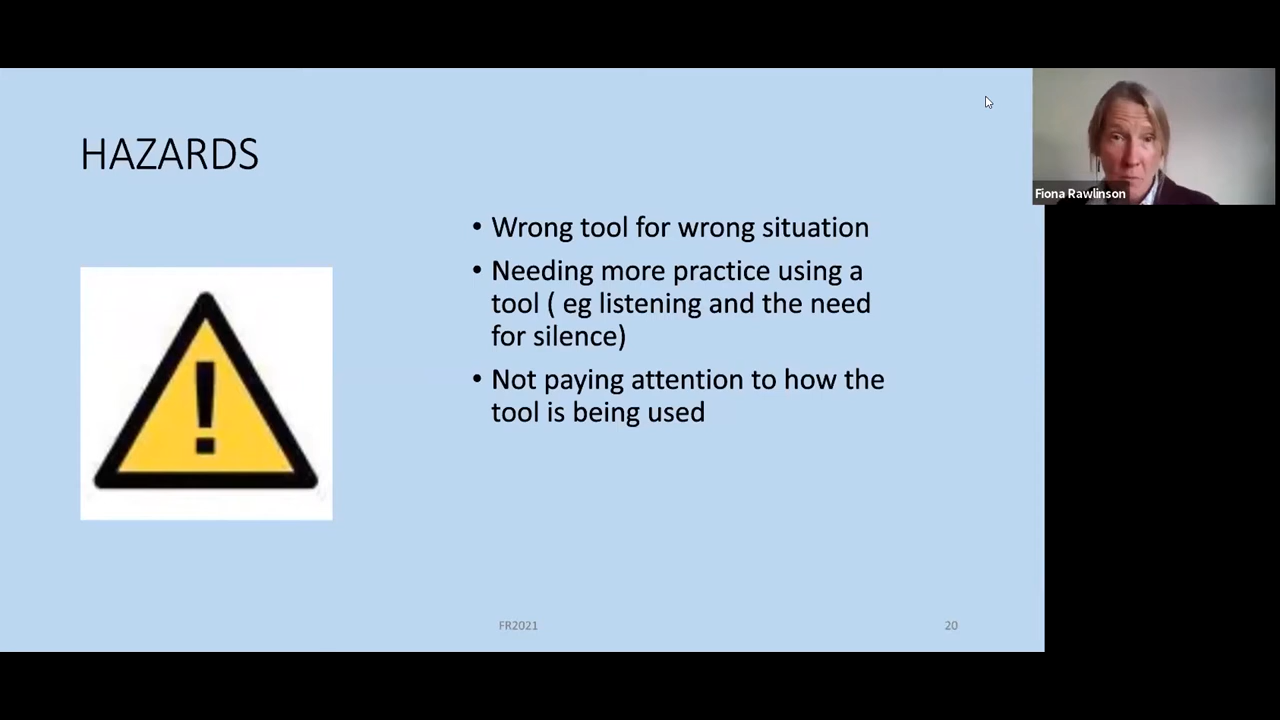 HAZARDS
• Wrong tool for wrong situation
• Needing more practice using a
tool ( eg listening and the need
for silence)
• Not paying attention to how the
tool is being used
!
FR2021
20
Fiona Rawlinson